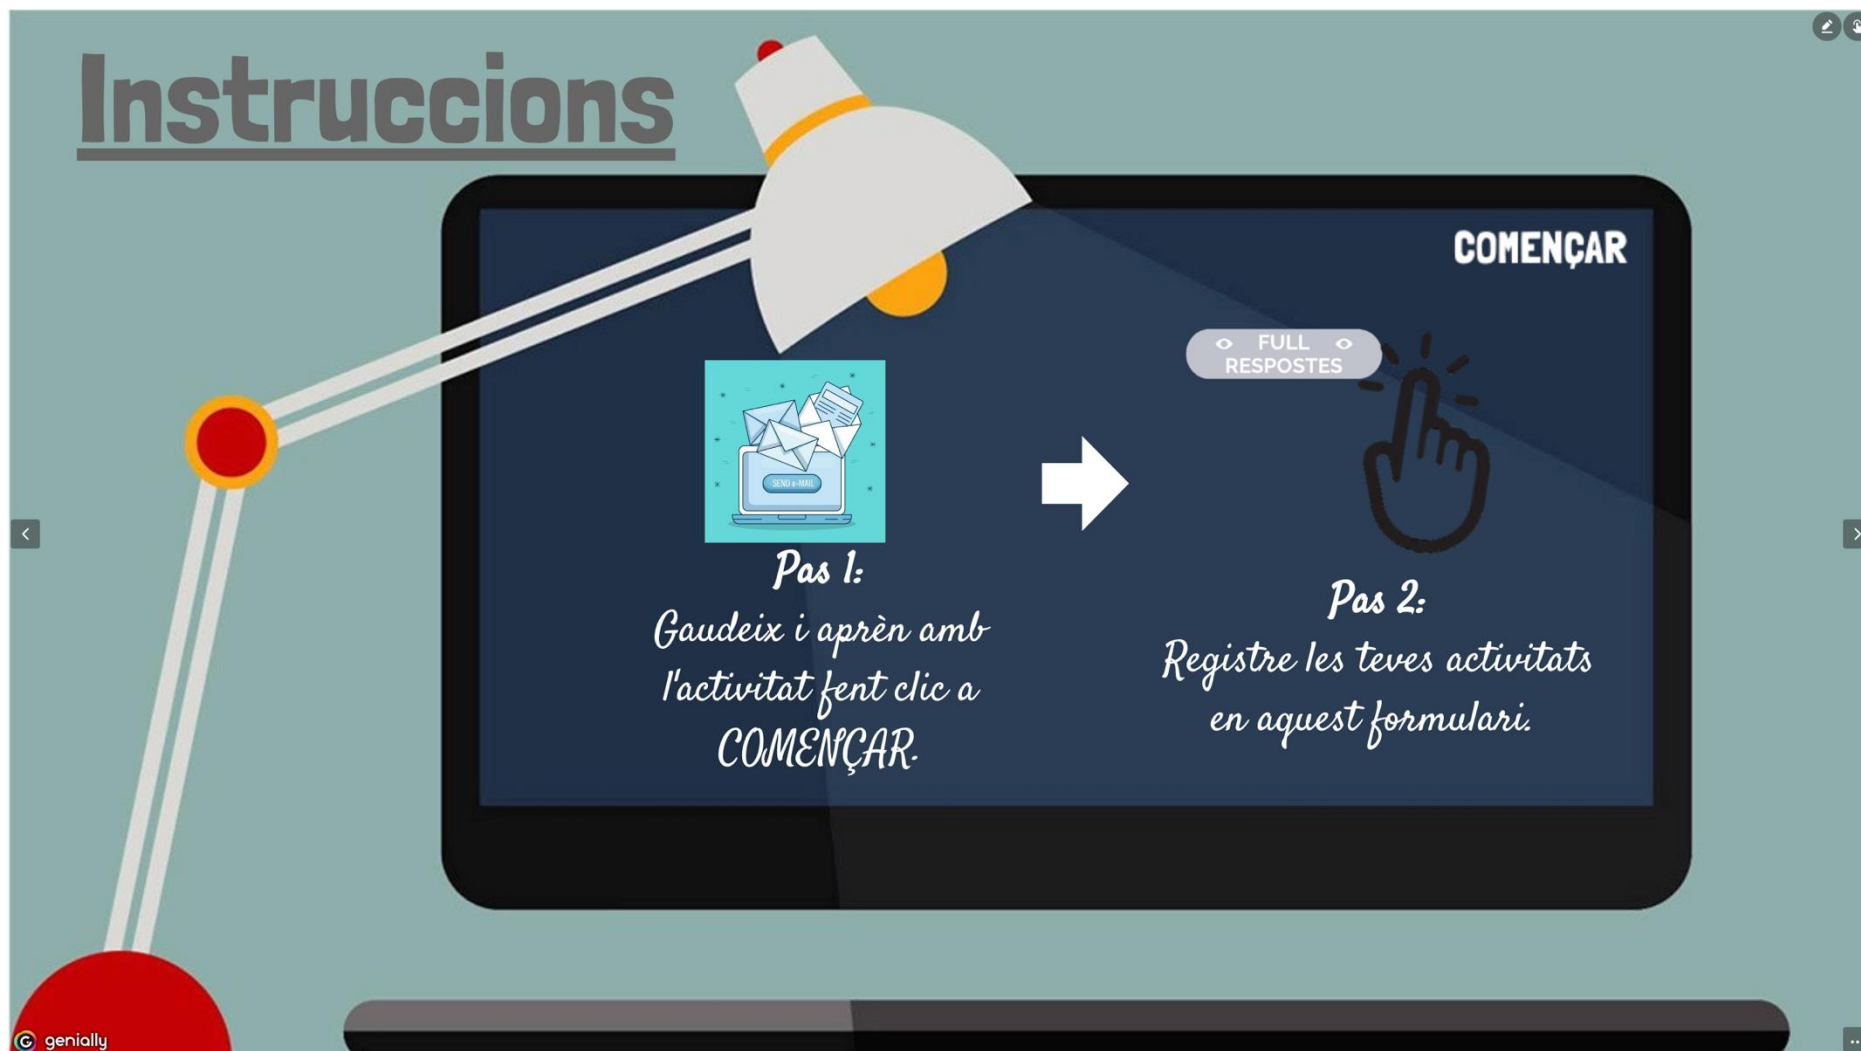 Instruccions
COMENÇAR
FULL
RESPOSTES
SEND e-MAIL
Pas 1:
Gaudeix i aprèn amb
l'activitat fent clic a
COMENÇAR.
Pas 2:
Registre les teves activitats
en aquest formulari.
genially